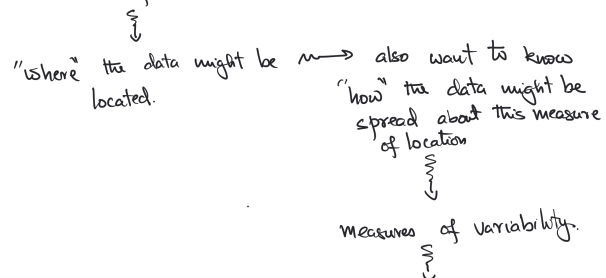 "where" the data might be
located.
also want to know
"how" the data might be
spread about this measure
of location
measures of variability.